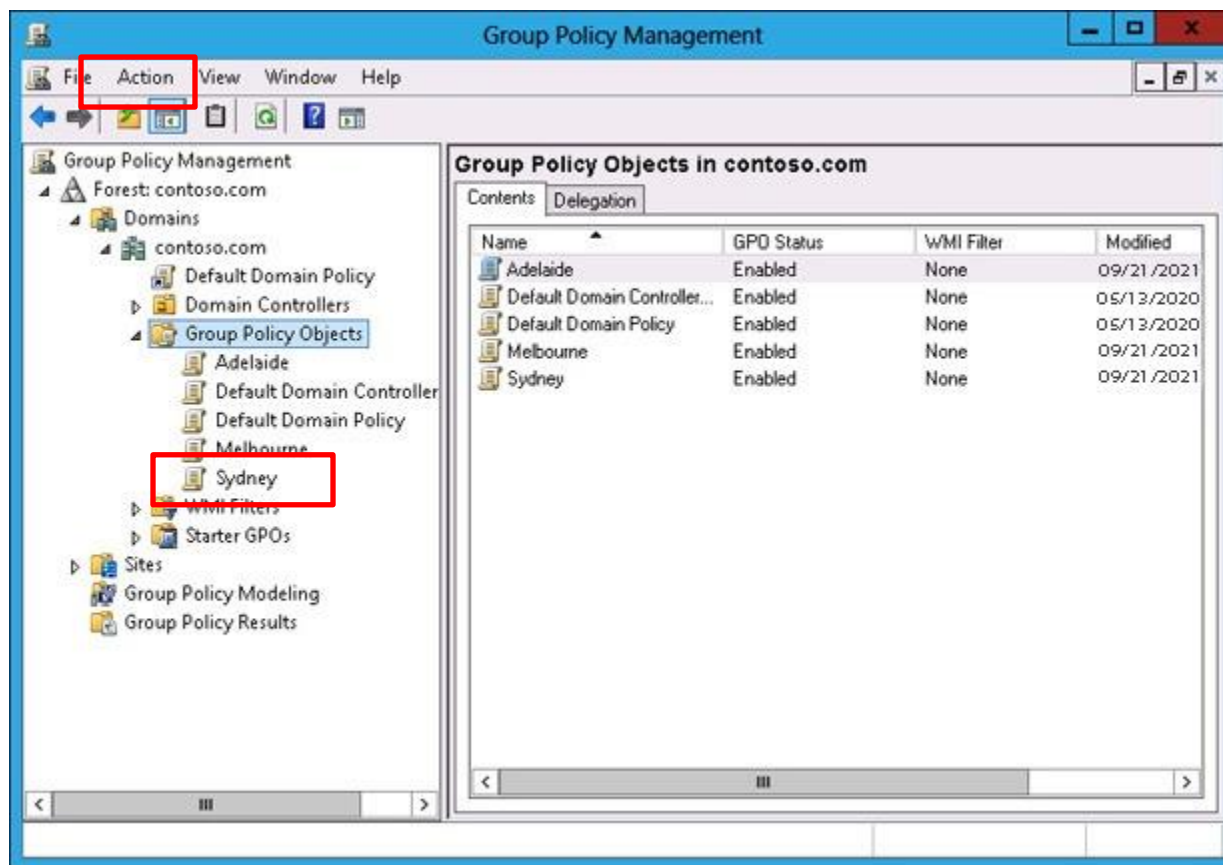 Group Policy Management
File Action View Window Help
Group Policy Management
Forest: contoso.com
Domains
contoso.com
Default Domain Policy
Domain Controllers
Group Policy Objects
Adelaide
Default Domain Controller
Default Domain Policy
Melbourne
Sydney
WMI Filters
Starter GPOs
Sites
Group Policy Modeling
Group Policy Results
Group Policy Objects in contoso.com
Contents Delegation
Name GPO Status WMI Filter Modified
Adelaide Enabled None 09/21/2021
Default Domain Controller... Enabled None 05/13/2020
Default Domain Policy Enabled None 05/13/2020
Melbourne Enabled None 09/21/2021
Sydney Enabled None 09/21/2021